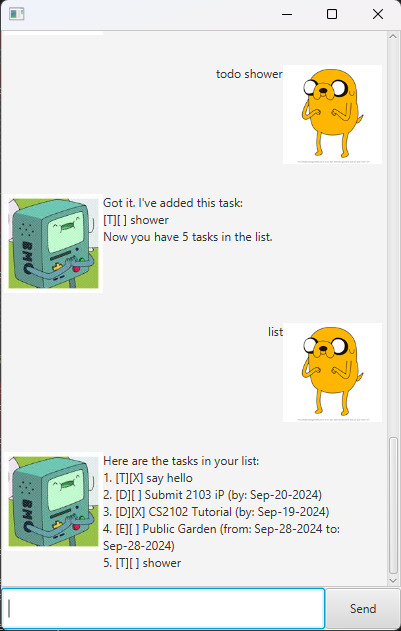 todo shower
Got it. I've added this task:
[T][ ] shower
Now you have 5 tasks in the list.
list
Here are the tasks in your list:
1. [T][X] say hello
2. [D][ ] Submit 2103 iP (by: Sep-20-2024)
3. [D][X] CS2102 Tutorial (by: Sep-19-2024)
4. [E][ ] Public Garden (from: Sep-28-2024 to:
Sep-28-2024)
5. [T][ ] shower
Send